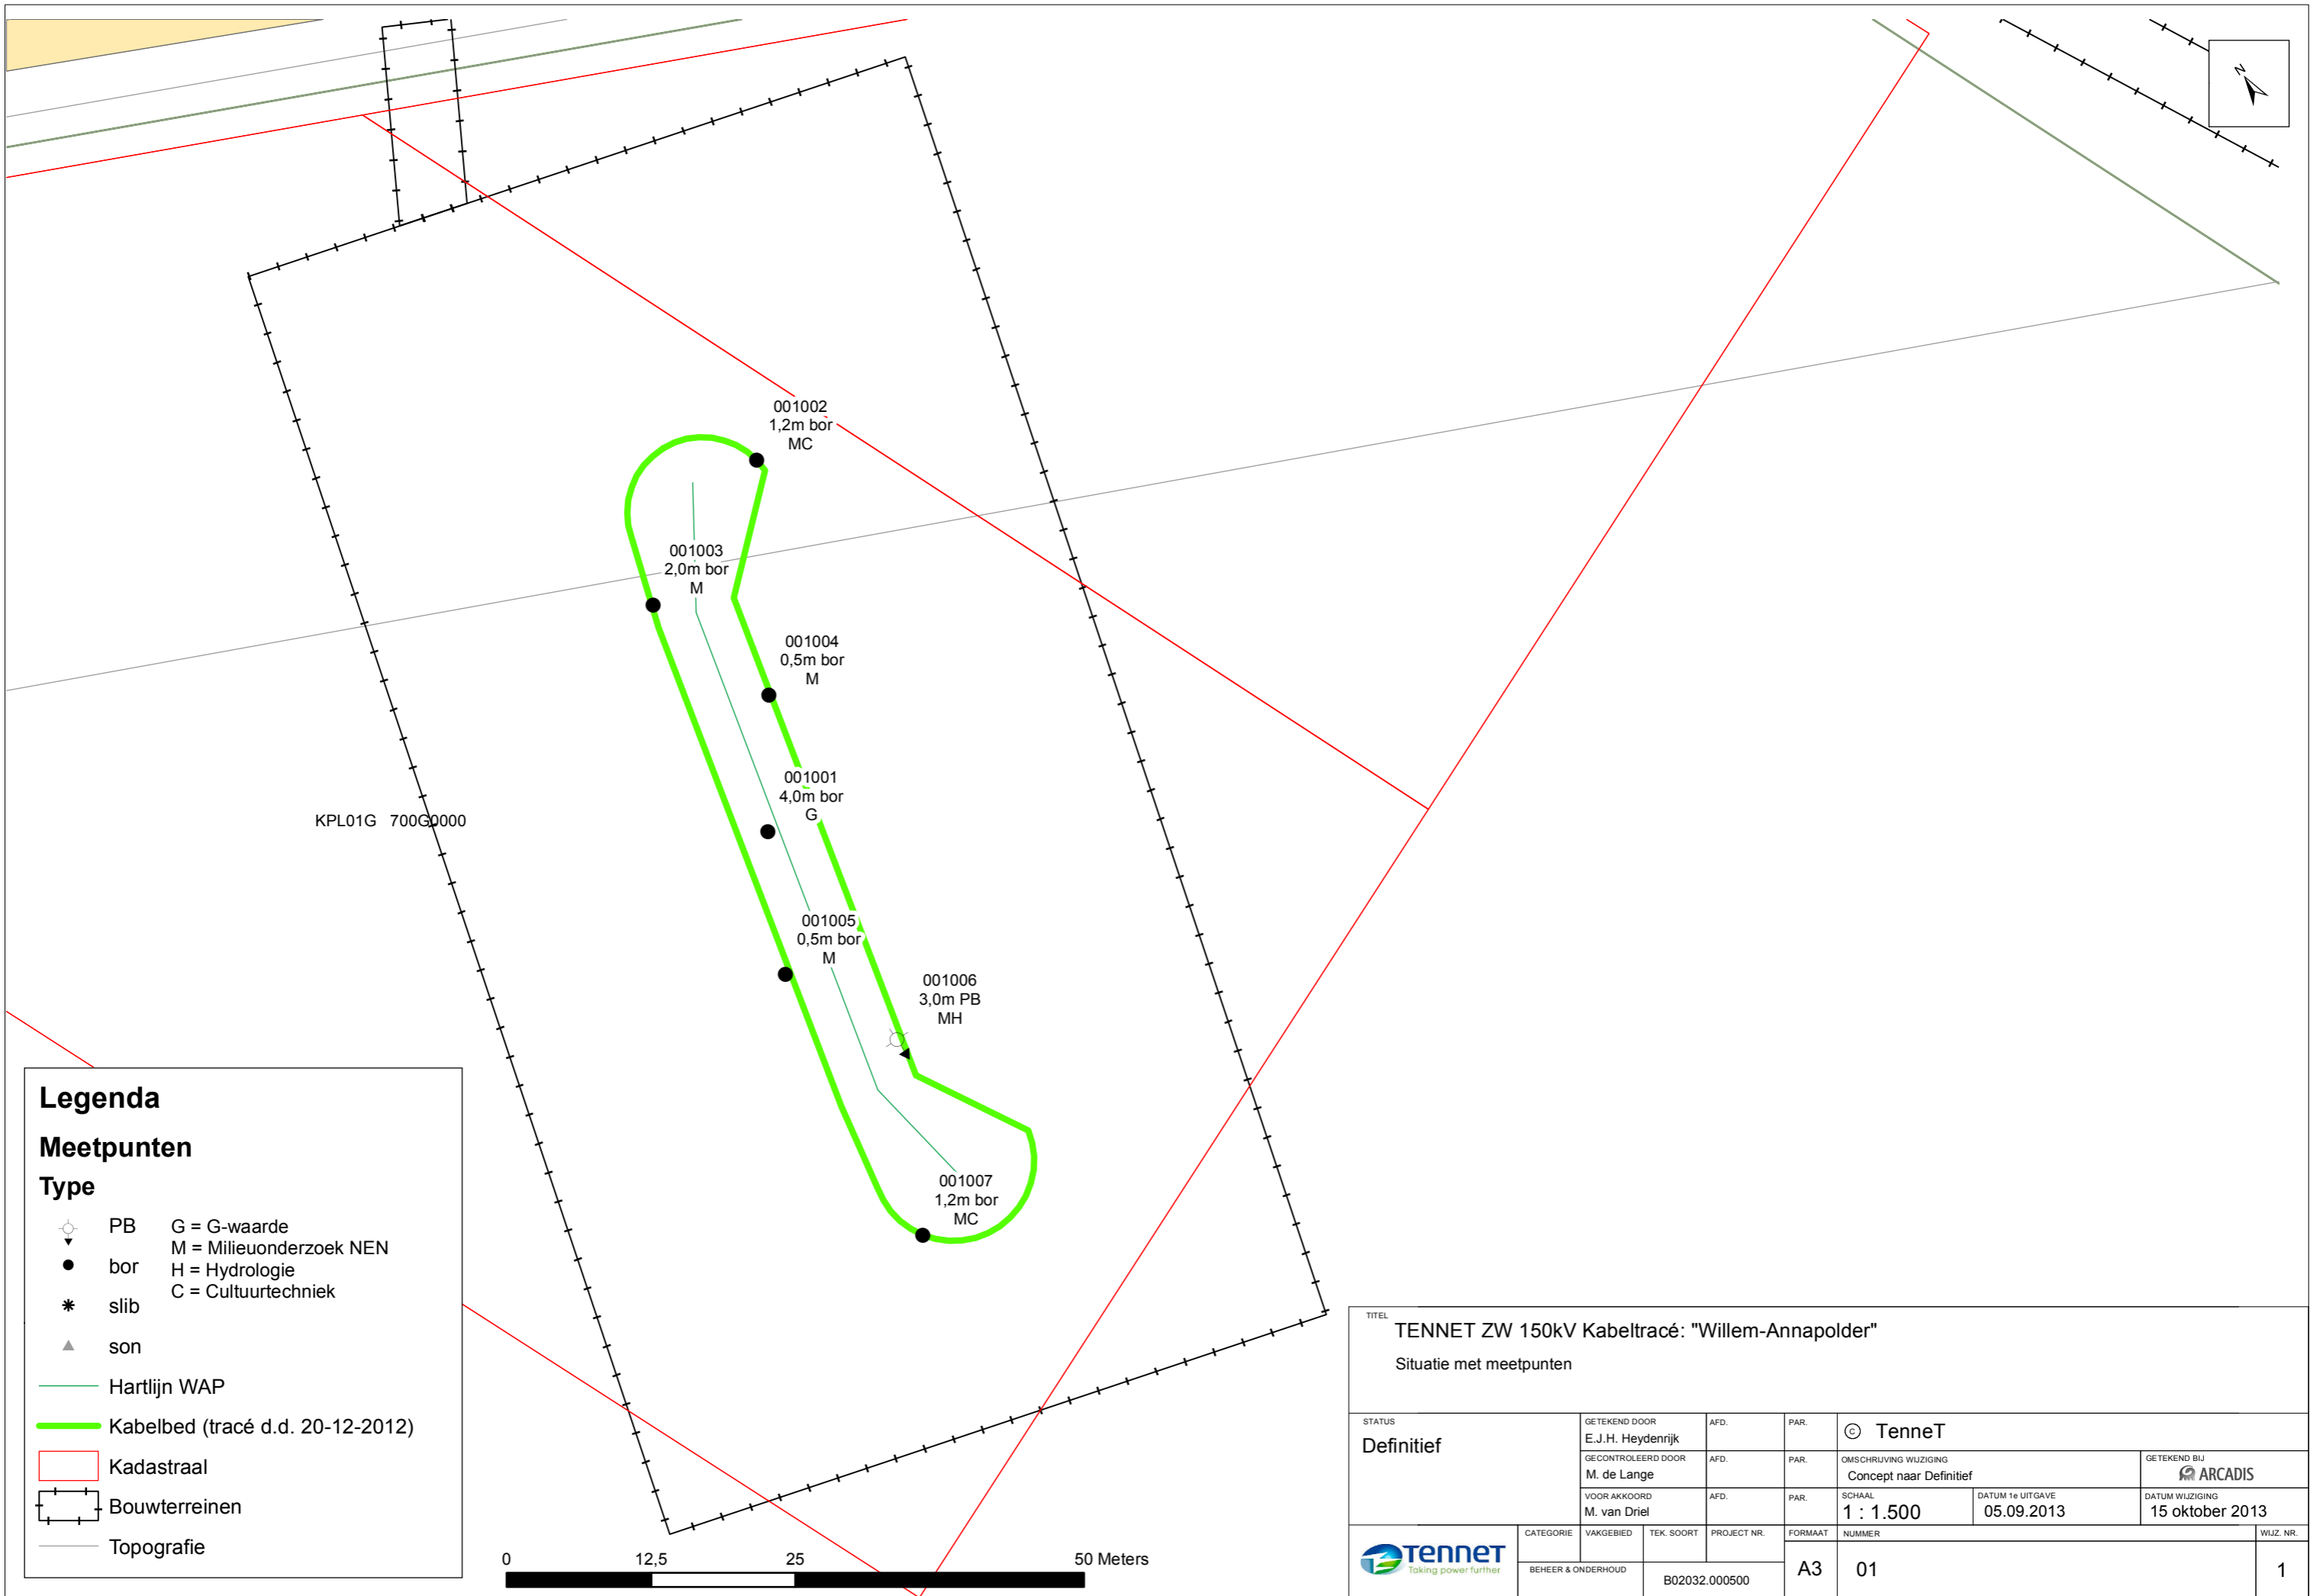 N
001002
1,2m bor
MC
001003
2,0m bor
M
001004
0,5m bor
M
001001
4,0m bor
G
KPL01G 700G0000
001005
0,5m bor
M
001006
3,0m PB
MH
001007
1,2m bor
MC
Legenda
Meetpunten
Type
PB
bor
slib
son
G = G-waarde
M = Milieuonderzoek NEN
H = Hydrologie
C = Cultuurtechniek
Hartlijn WAP
Kabelbed (tracé d.d. 20-12-2012)
Kadastraal
Bouwterreinen
Topografie
0 12,5 25 50 Meters
TITEL
TENNET ZW 150kV Kabeltracé: "Willem-Annapolder"
Situatie met meetpunten
STATUS
Definitief
GETEKEND DOOR
E.J.H. Heydenrijk
AFD.
PAR.
© TenneT
GECONTROLEERD DOOR
M. de Lange
AFD.
PAR.
OMSCHRIJVING WIJZIGING
Concept naar Definitief
GETEKEND BIJ
ARCADIS
VOOR AKKOORD
M. van Driel
AFD.
PAR.
SCHAAL
1 : 1.500
DATUM 1e UITGAVE
05.09.2013
DATUM WIJZIGING
15 oktober 2013
Tennet
Taking power further
CATEGORIE
VAKGEBIED
TEK. SOORT
PROJECT NR.
FORMAAT
NUMMER
WIJZ. NR.
BEHEER & ONDERHOUD
B02032.000500
A3
01
1